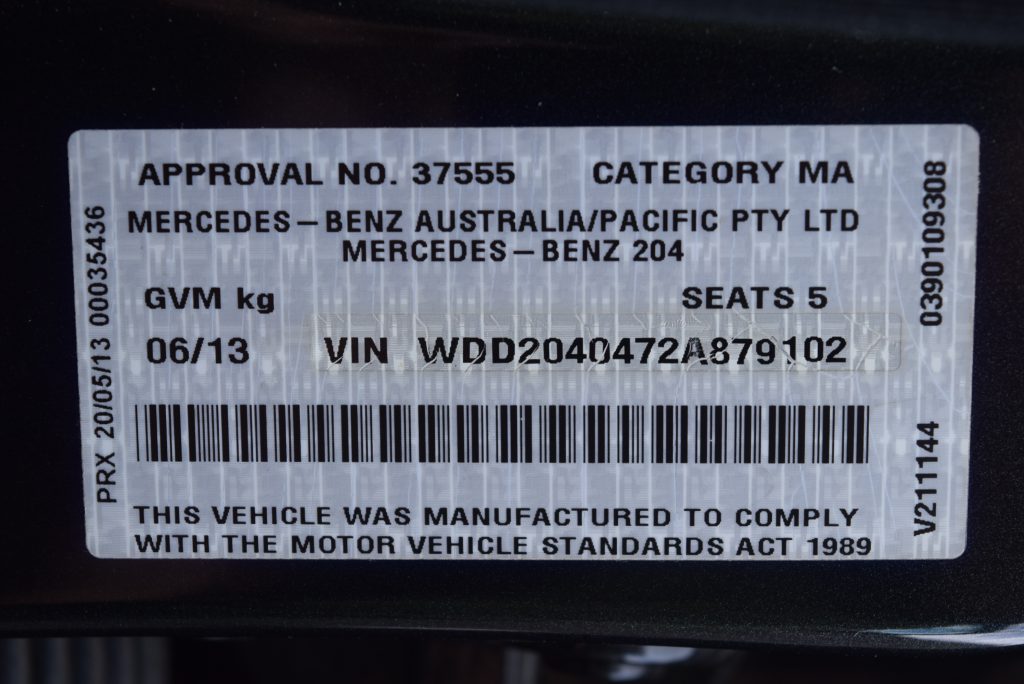 APPROVAL NO. 37555 CATEGORY MA
MERCEDES-BENZ AUSTRALIA/PACIFIC PTY LTD
MERCEDES-BENZ 204
GVM kg SEATS 5
06/13 VIN WDD2040472A879102
THIS VEHICLE WAS MANUFACTURED TO COMPLY
WITH THE MOTOR VEHICLE STANDARDS ACT 1989
PRX 20/05/13 00035436
0390109308
V211144